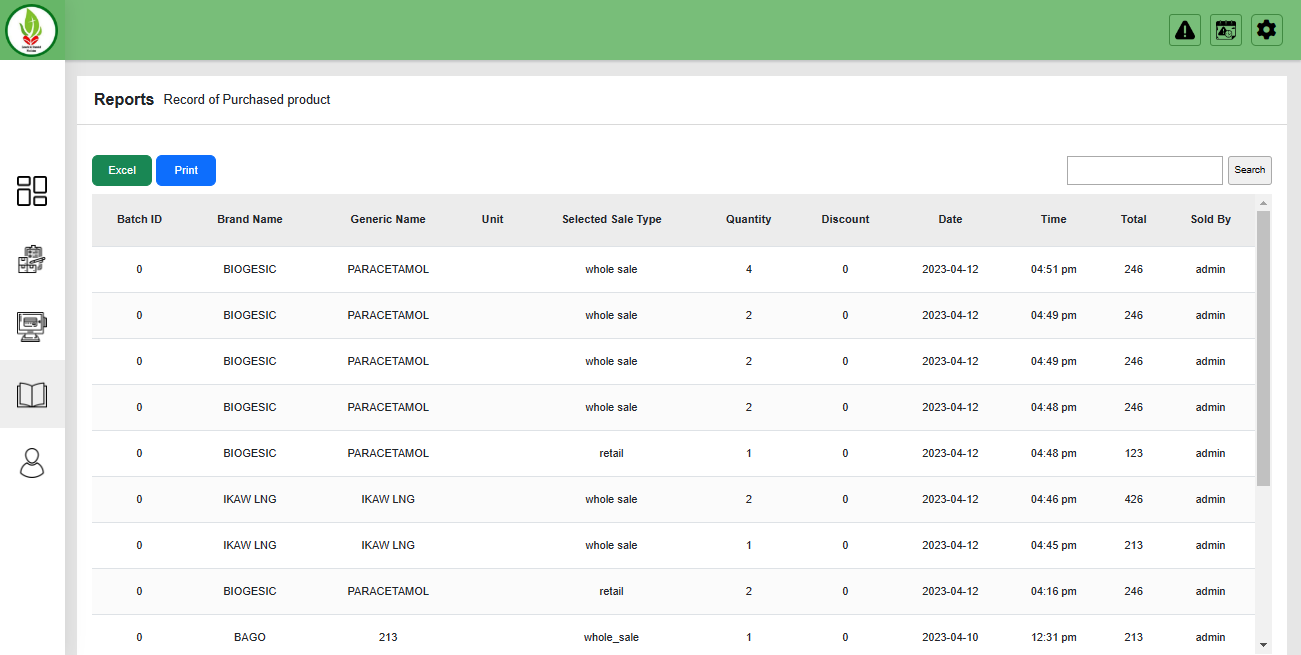 Reports Record of Purchased product
Excel Print Search
Batch ID Brand Name Generic Name Unit Selected Sale Type Quantity Discount Date Time Total Sold By
0 BIOGESIC PARACETAMOL whole sale 4 0 2023-04-12 04:51 pm 246 admin
0 BIOGESIC PARACETAMOL whole sale 2 0 2023-04-12 04:49 pm 246 admin
0 BIOGESIC PARACETAMOL whole sale 2 0 2023-04-12 04:49 pm 246 admin
0 BIOGESIC PARACETAMOL whole sale 2 0 2023-04-12 04:48 pm 246 admin
0 BIOGESIC PARACETAMOL retail 1 0 2023-04-12 04:48 pm 123 admin
0 IKAW LNG IKAW LNG whole sale 2 0 2023-04-12 04:46 pm 426 admin
0 IKAW LNG IKAW LNG whole sale 1 0 2023-04-12 04:45 pm 213 admin
0 BIOGESIC PARACETAMOL retail 2 0 2023-04-12 04:16 pm 246 admin
0 BAGO 213 whole_sale 1 0 2023-04-10 12:31 pm 213 admin